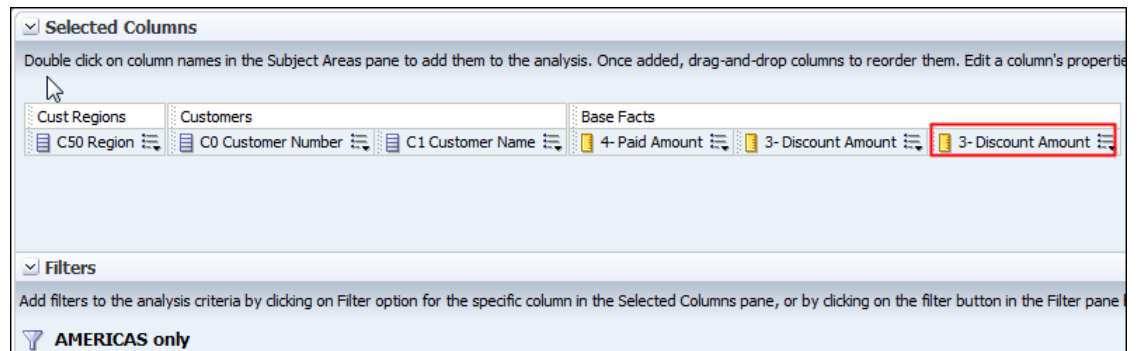 Selected Columns
Double click on column names in the Subject Areas pane to add them to the analysis. Once added, drag-and-drop columns to reorder them. Edit a column's propertie
Cust Regions Customers Base Facts
C50 Region C0 Customer Number C1 Customer Name 4- Paid Amount 3- Discount Amount 3- Discount Amount
Filters
Add filters to the analysis criteria by clicking on Filter option for the specific column in the Selected Columns pane, or by clicking on the filter button in the Filter pane
AMERICAS only